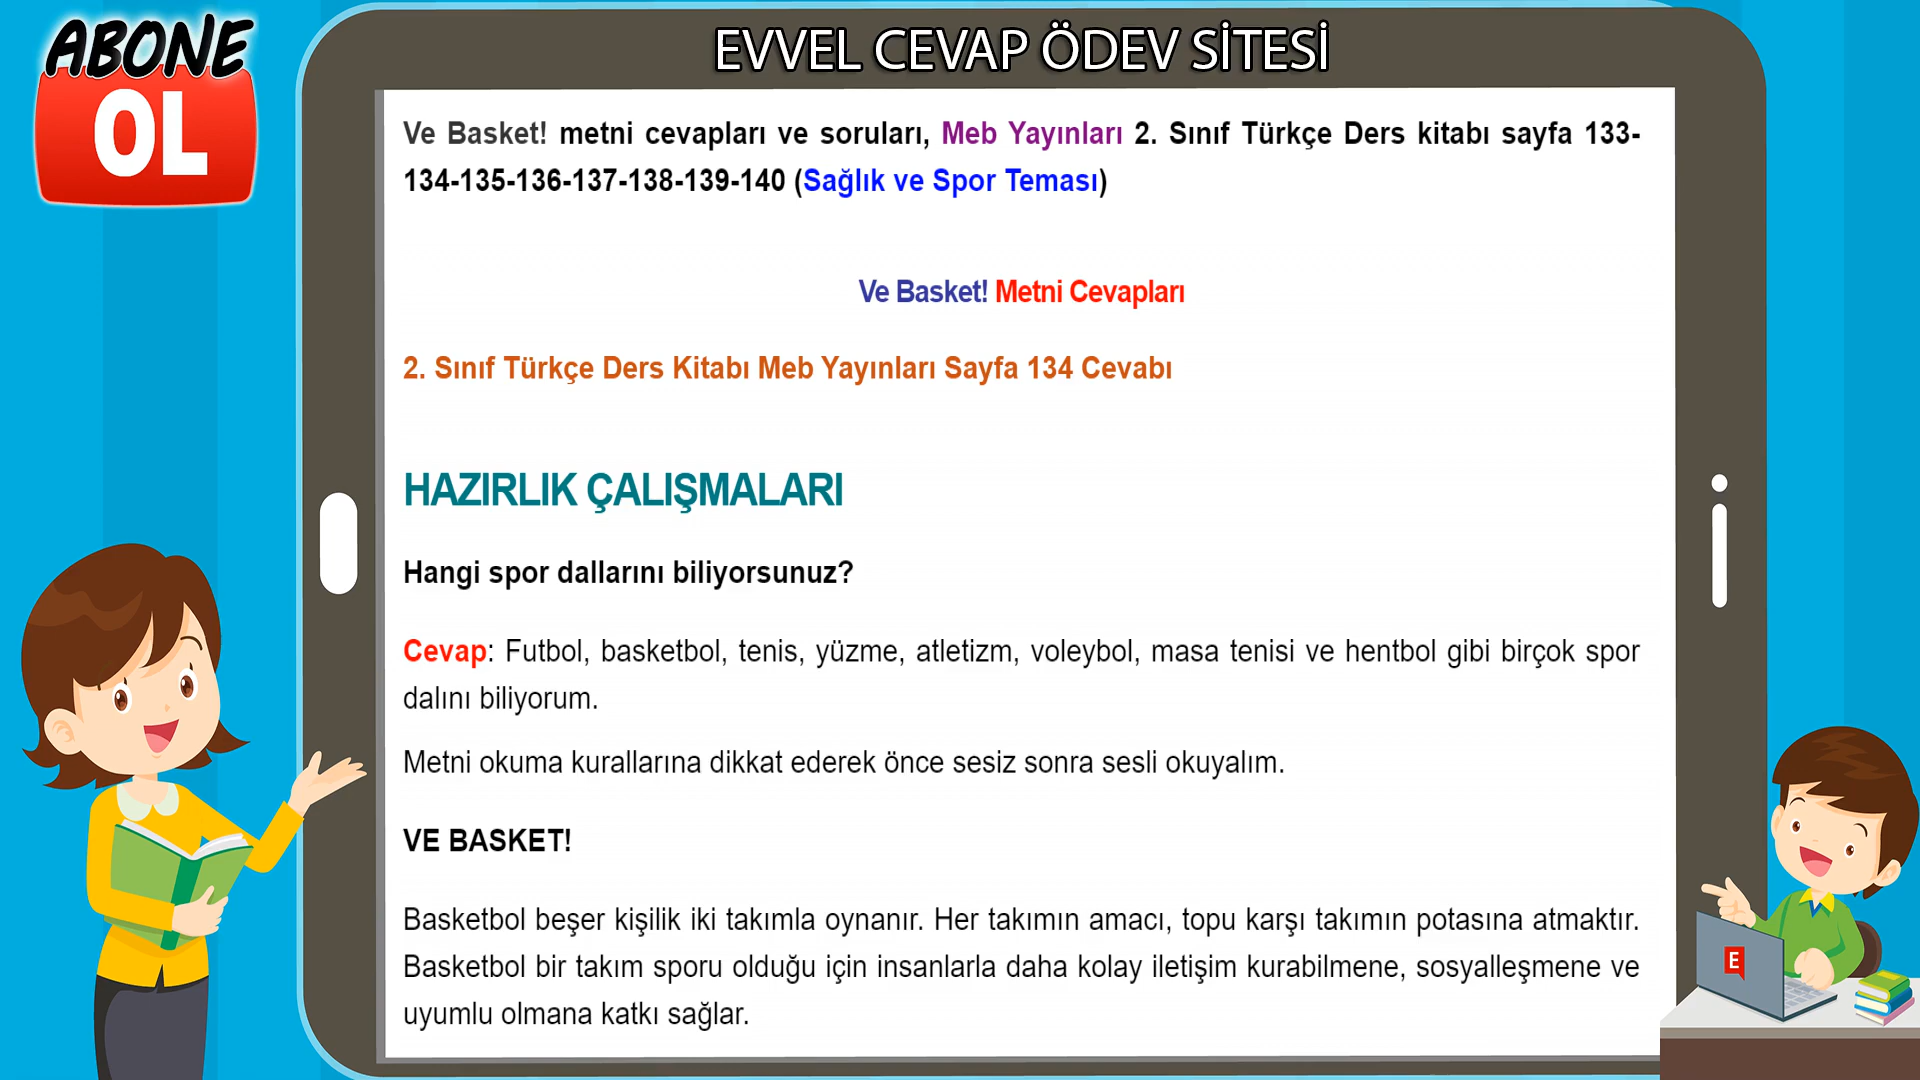 ABONE
OL
EVVEL CEVAP ÖDEV SİTESİ
Ve Basket! metni cevapları ve soruları, Meb Yayınları 2. Sınıf Türkçe Ders kitabı sayfa 133-
134-135-136-137-138-139-140 (Sağlık ve Spor Teması)
Ve Basket! Metni Cevapları
2. Sınıf Türkçe Ders Kitabı Meb Yayınları Sayfa 134 Cevabı
HAZIRLIK ÇALIŞMALARI
Hangi spor dallarını biliyorsunuz?
Cevap: Futbol, basketbol, tenis, yüzme, atletizm, voleybol, masa tenisi ve hentbol gibi birçok spor
dalını biliyorum.
Metni okuma kurallarına dikkat ederek önce sesiz sonra sesli okuyalım.
VE BASKET!
Basketbol beşer kişilik iki takımla oynanır. Her takımın amacı, topu karşı takımın potasına atmaktır.
Basketbol bir takım sporu olduğu için insanlarla daha kolay iletişim kurabilmene, sosyalleşmene ve
uyumlu olmana katkı sağlar.
E